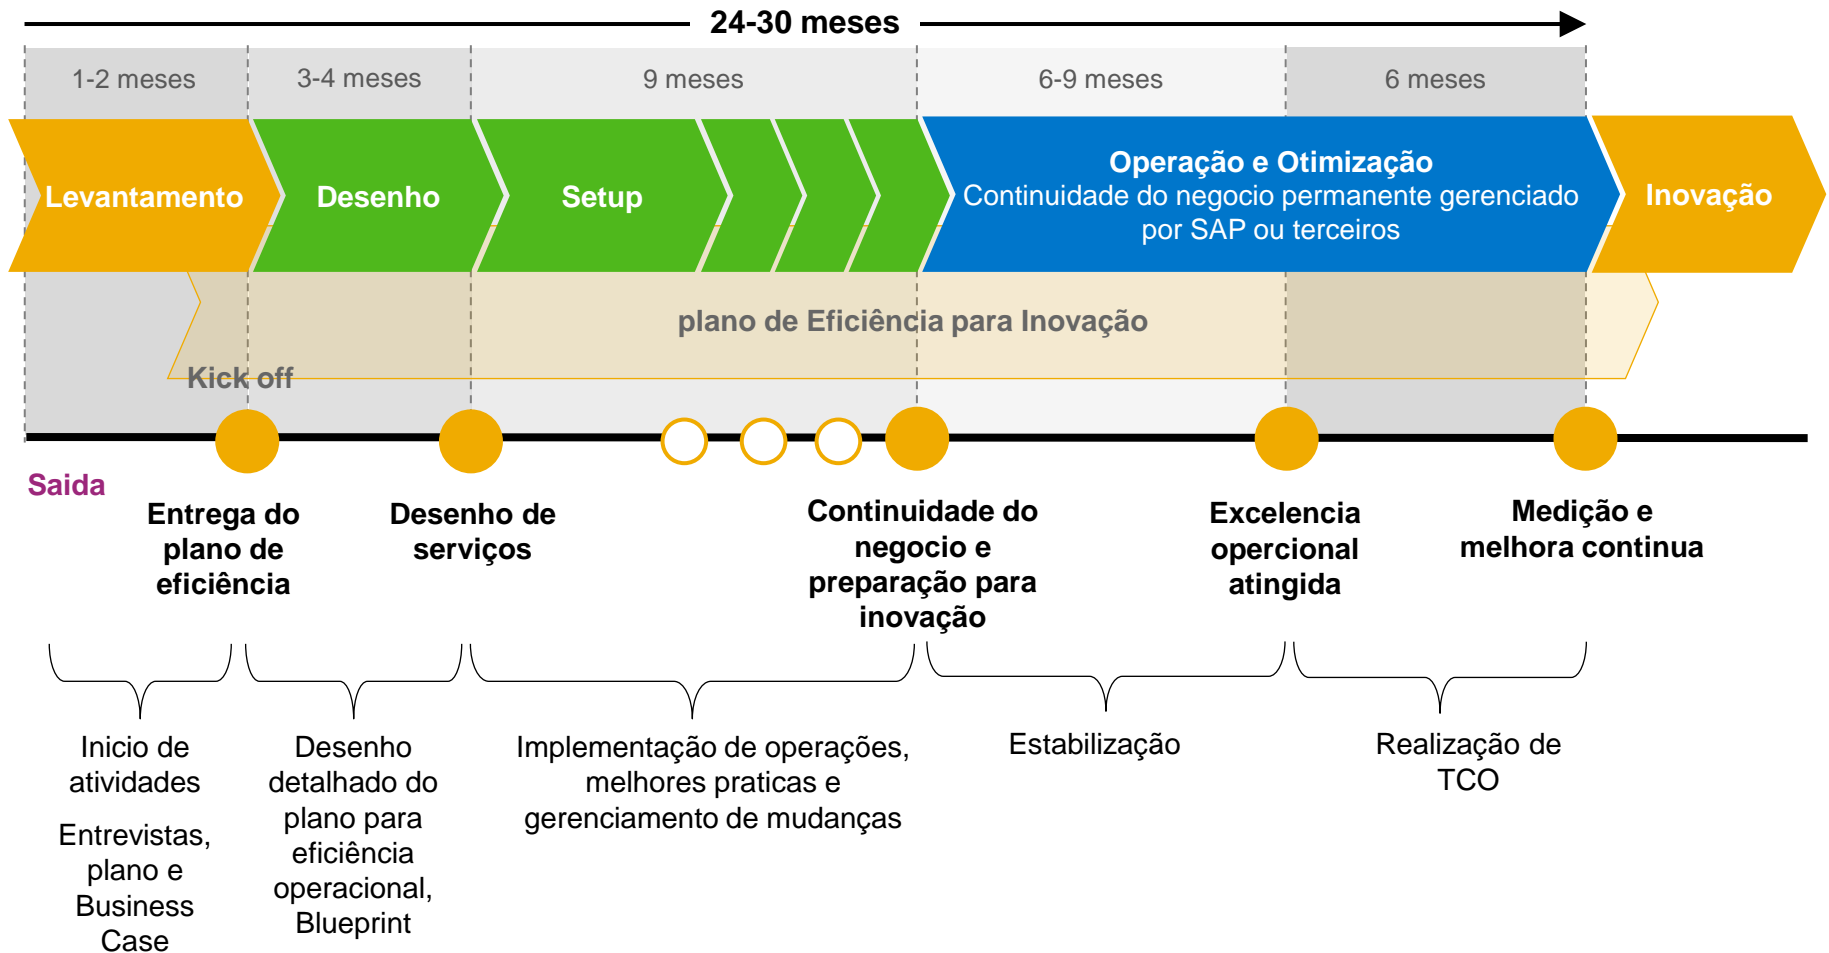 24-30 meses
1-2 meses
3-4 meses
9 meses
6-9 meses
6 meses
Levantamento
Desenho
Setup
Operação e Otimização
Continuidade do negocio permanente gerenciado
por SAP ou terceiros
Inovação
plano de Eficiência para Inovação
Kick off
Saida
Entrega do
plano de
eficiência
Desenho de
serviços
Continuidade do
negocio e
preparação para
inovação
Excelencia
opercional
atingida
Medição e
melhora continua
Inicio de
atividades
Entrevistas,
plano e
Business
Case
Desenho
detalhado do
plano para
eficiência
operacional,
Blueprint
Implementação de operações,
melhores praticas e
gerenciamento de mudanças
Estabilização
Realização de
TCO